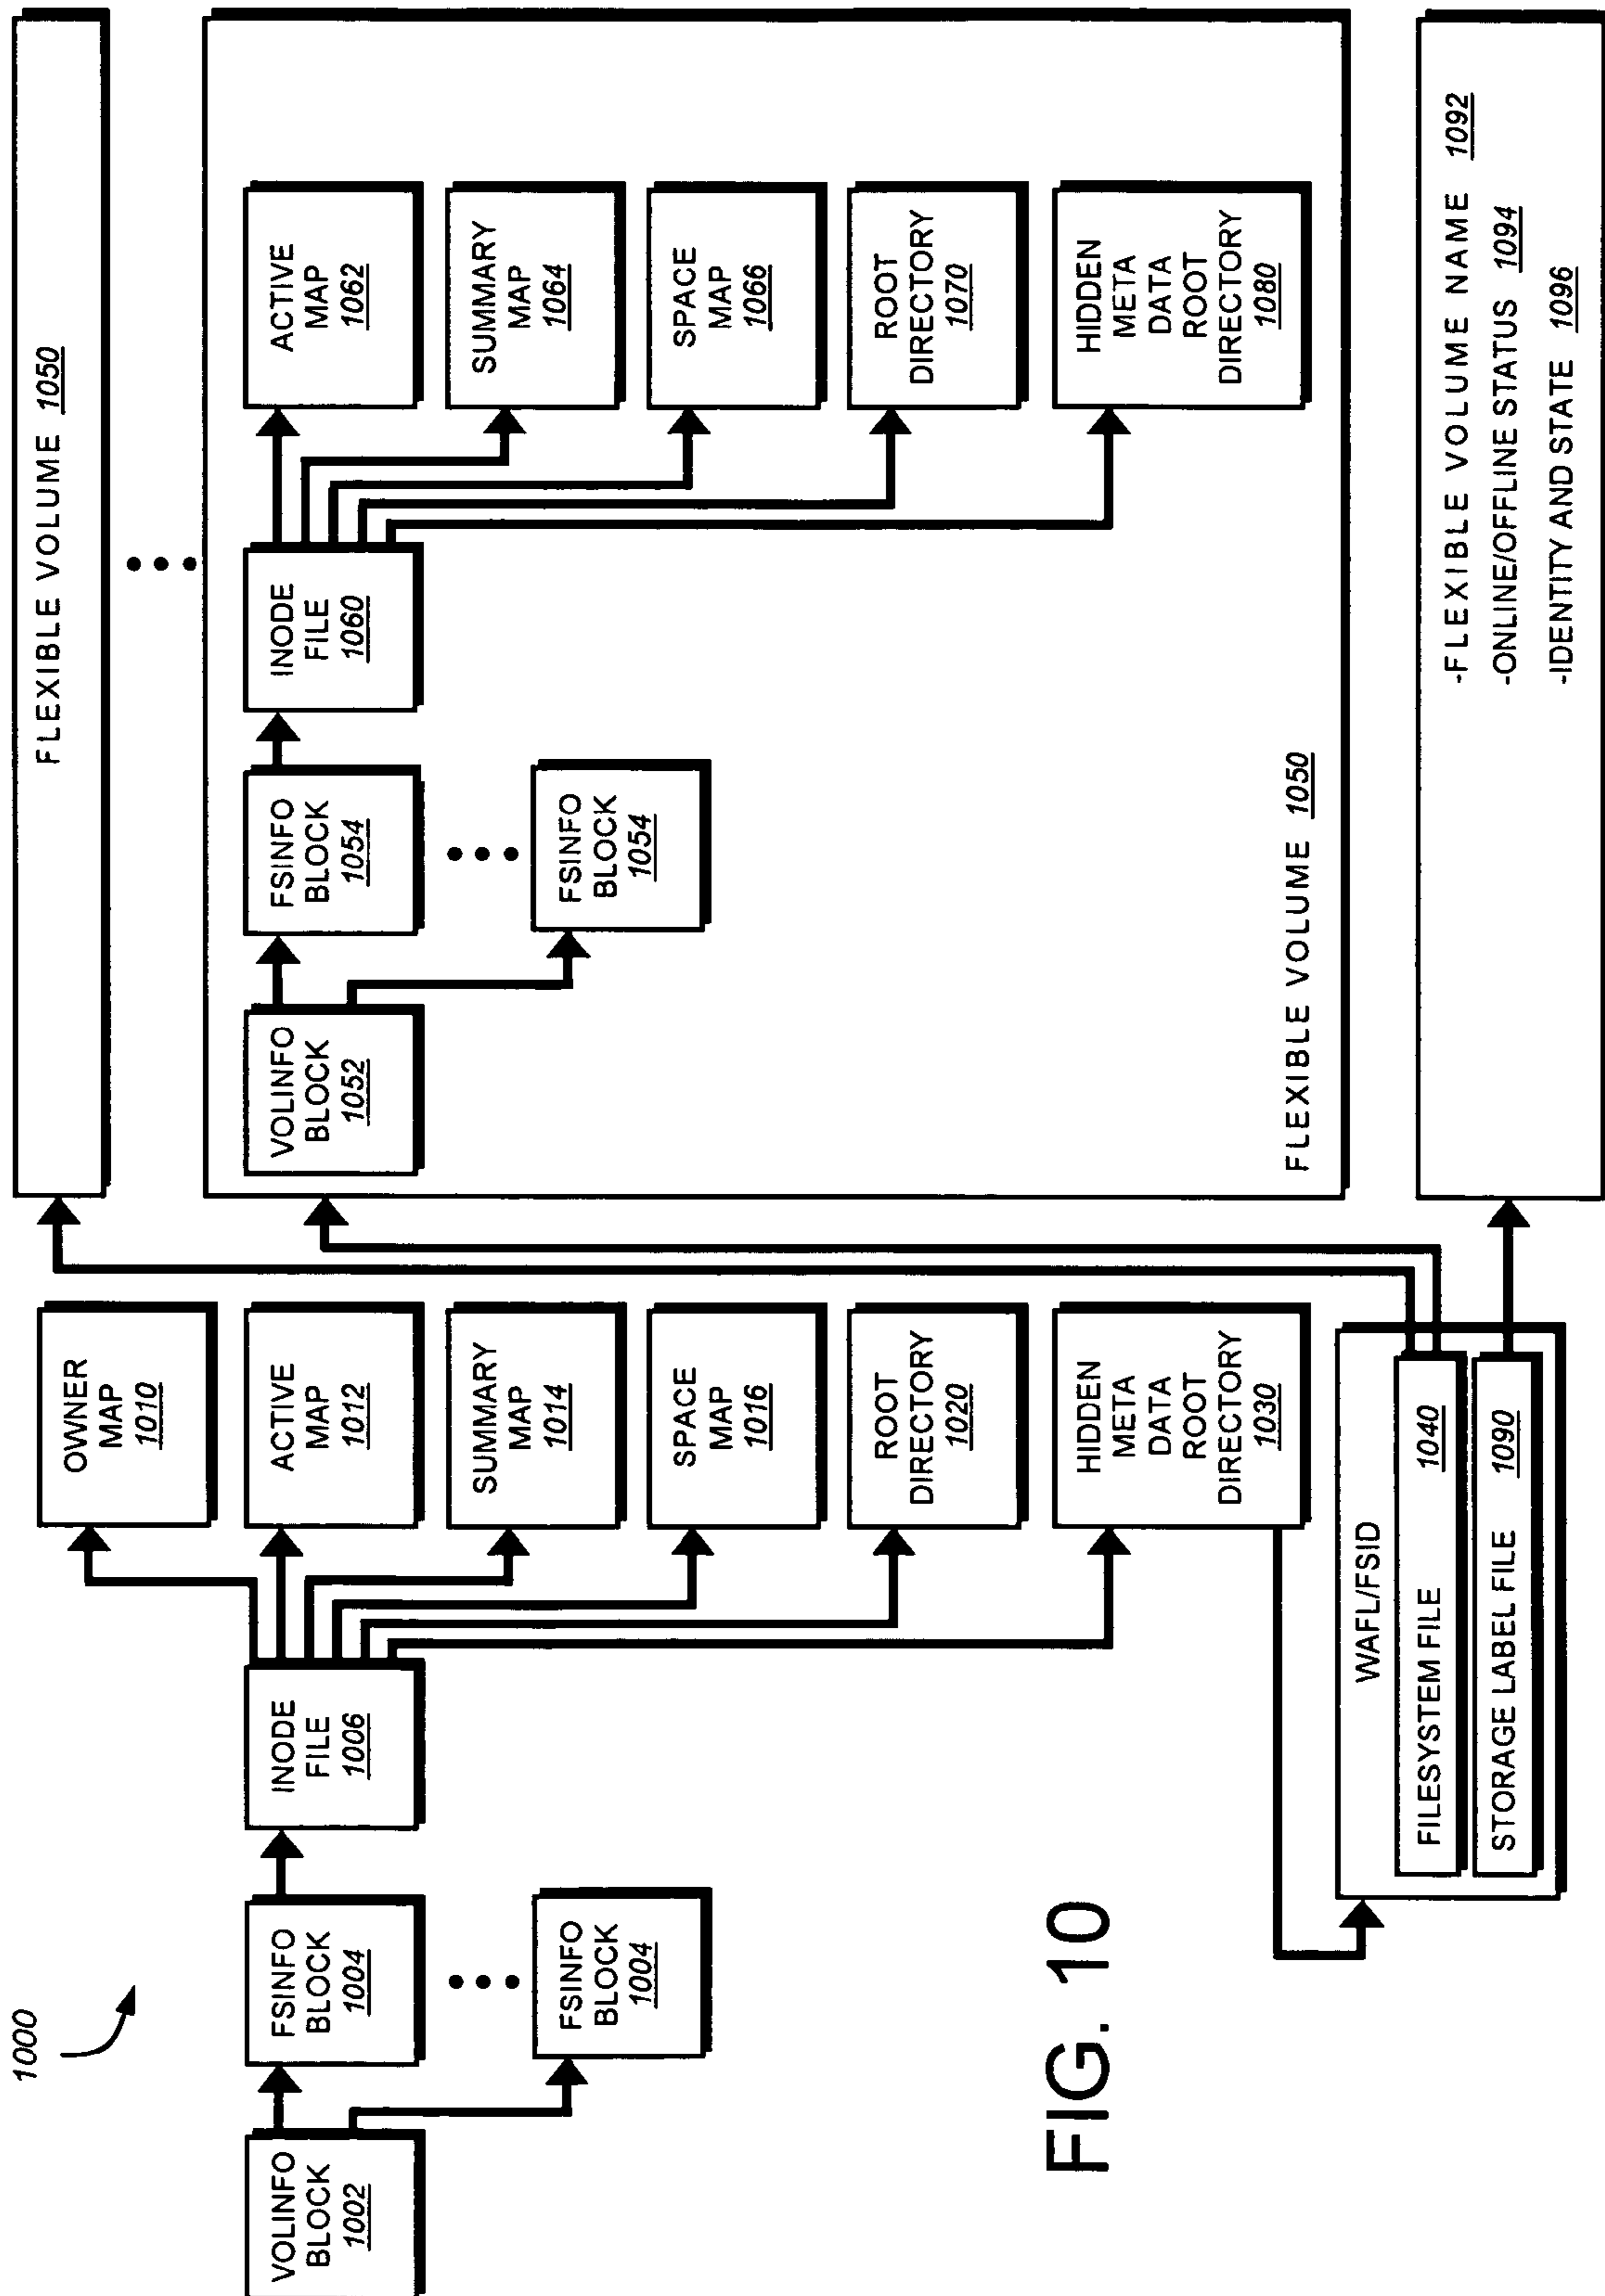 1000
VOLINFO
BLOCK
1002
FSINFO
BLOCK
1004
FSINFO
BLOCK
1004
INODE
FILE
1006
OWNER
MAP
1010
ACTIVE
MAP
1012
SUMMARY
MAP
1014
SPACE
MAP
1016
ROOT
DIRECTORY
1020
HIDDEN
META
DATA
ROOT
DIRECTORY
1030
WAFL/FSID
FILESYSTEM FILE 1040
STORAGE LABEL FILE 1090
FLEXIBLE VOLUME 1050
VOLINFO
BLOCK
1052
FSINFO
BLOCK
1054
FSINFO
BLOCK
1054
INODE
FILE
1060
ACTIVE
MAP
1062
SUMMARY
MAP
1064
SPACE
MAP
1066
ROOT
DIRECTORY
1070
HIDDEN
META
DATA
ROOT
DIRECTORY
1080
FLEXIBLE VOLUME 1050
-FLEXIBLE VOLUME NAME 1092
-ONLINE/OFFLINE STATUS 1094
-IDENTITY AND STATE 1096
FIG. 10